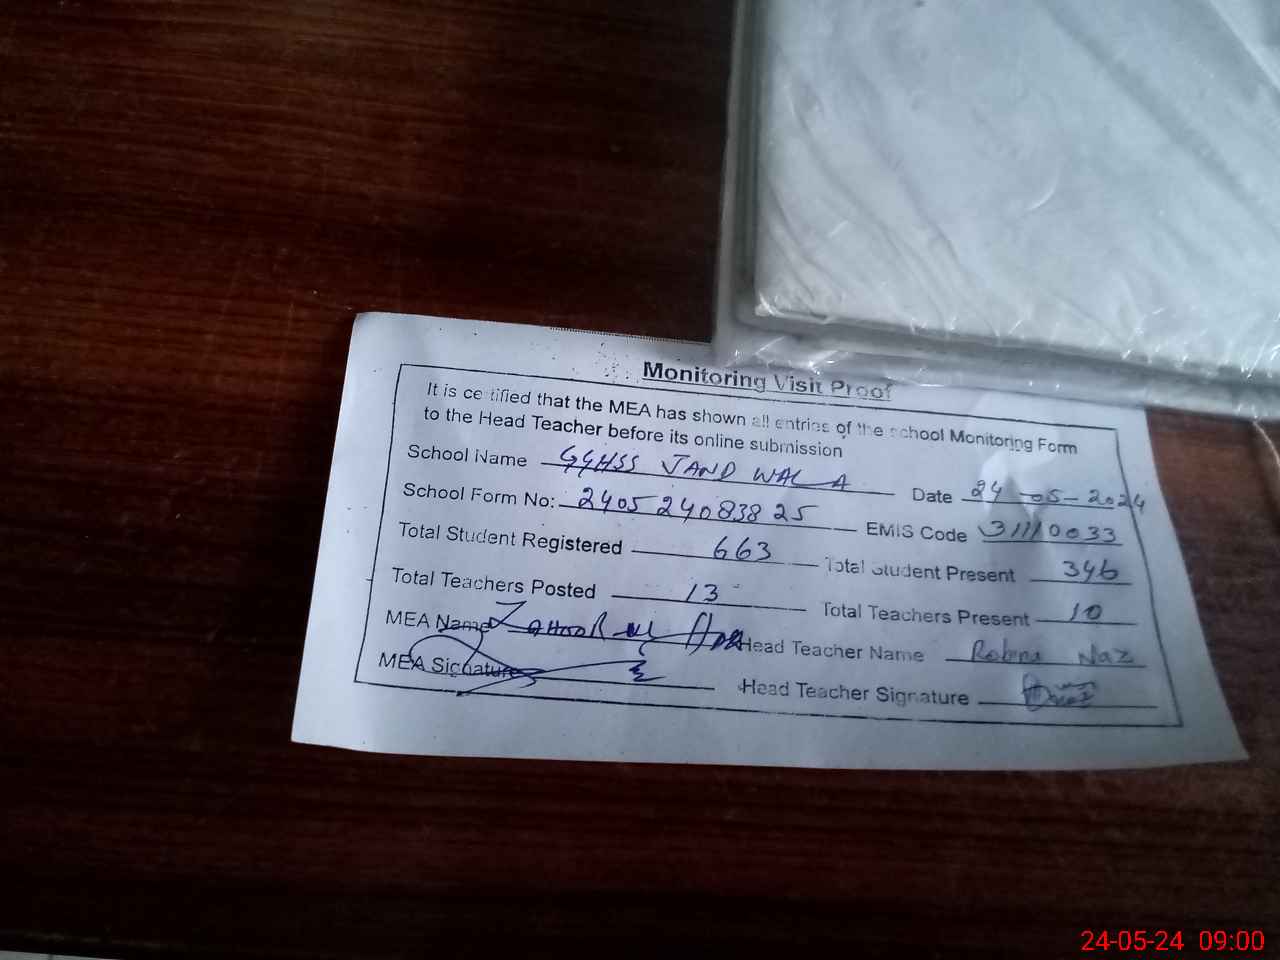 Monitoring Visit Proof
It is certified that the MEA has shown all entries of the school Monitoring Form
to the Head Teacher before its online submission
School Name GGHSS JAND WALA Date 24-05-2024
School Form No: 240524083825 EMIS Code 31110033
Total Student Registered 663 Total Student Present 346
Total Teachers Posted 13 Total Teachers Present 10
MEA Name Zahoor ul Head Teacher Name Robina Naz
MEA Signature Head Teacher Signature
24-05-24 09:00